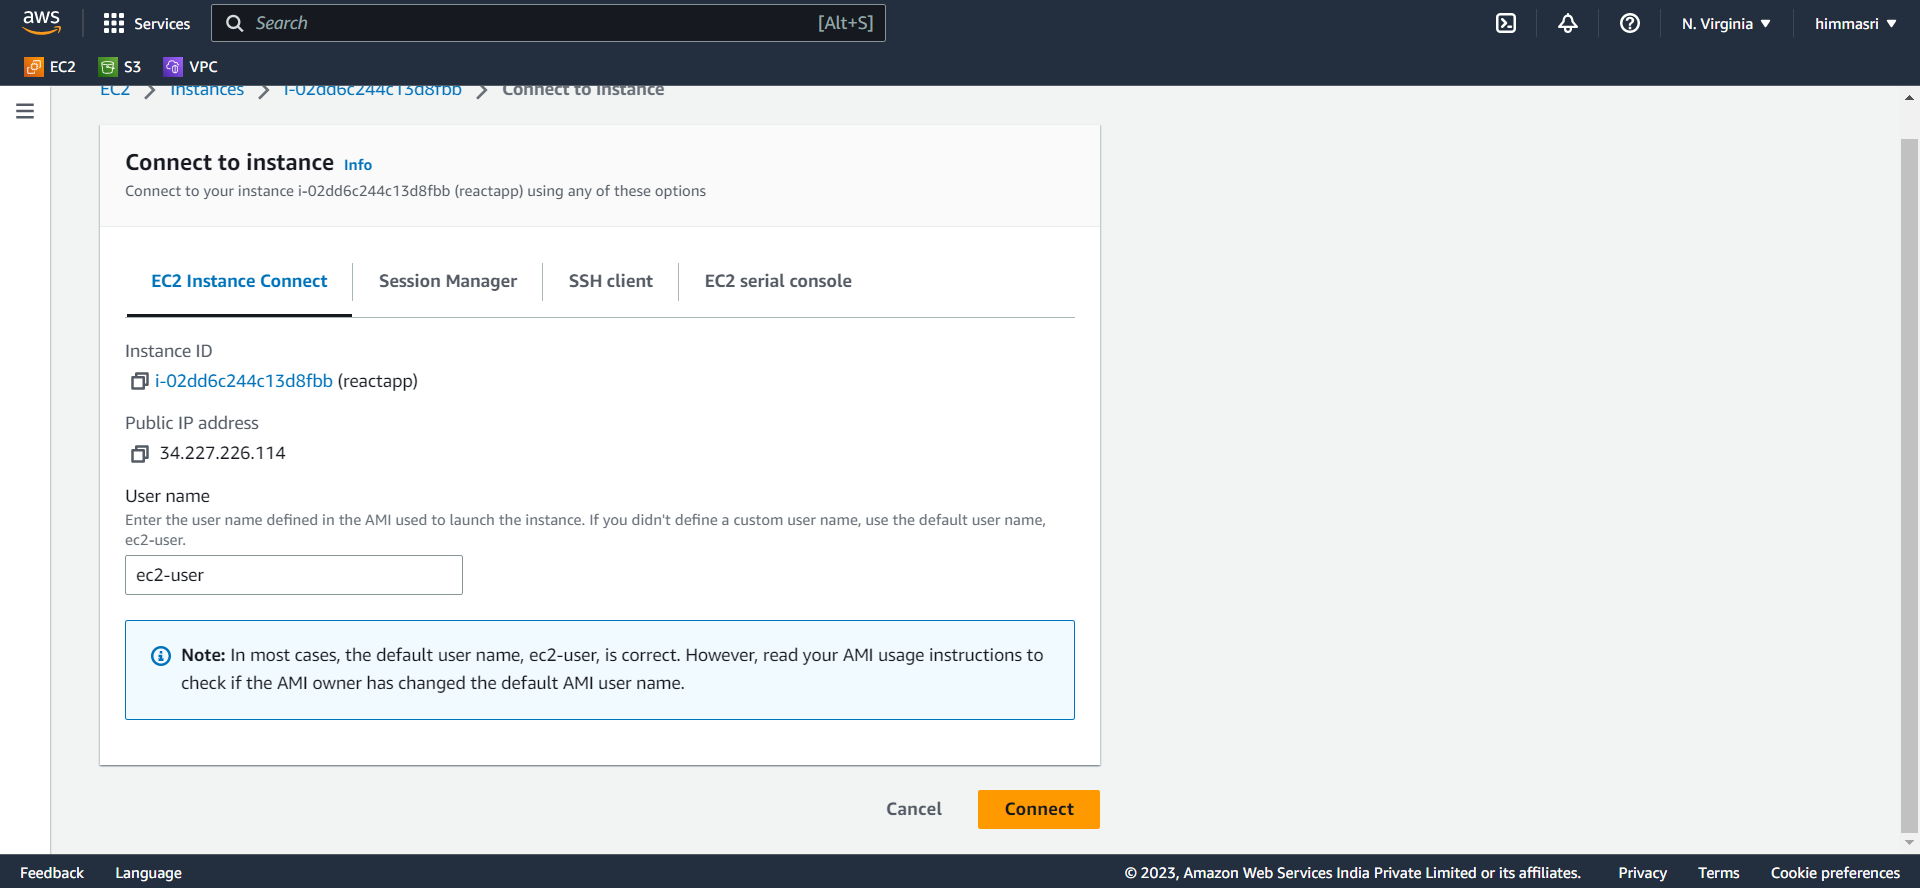 aws
Services
Search [Alt+S]
N. Virginia
himmasri
EC2
S3
VPC
EC2 Instances i-02dd6c244c13d8fbb Connect to instance
Connect to instance Info
Connect to your instance i-02dd6c244c13d8fbb (reactapp) using any of these options
EC2 Instance Connect
Session Manager
SSH client
EC2 serial console
Instance ID
i-02dd6c244c13d8fbb (reactapp)
Public IP address
34.227.226.114
User name
Enter the user name defined in the AMI used to launch the instance. If you didn't define a custom user name, use the default user name,
ec2-user.
ec2-user
Note: In most cases, the default user name, ec2-user, is correct. However, read your AMI usage instructions to
check if the AMI owner has changed the default AMI user name.
Cancel
Connect
Feedback
Language
© 2023, Amazon Web Services India Private Limited or its affiliates.
Privacy
Terms
Cookie preferences